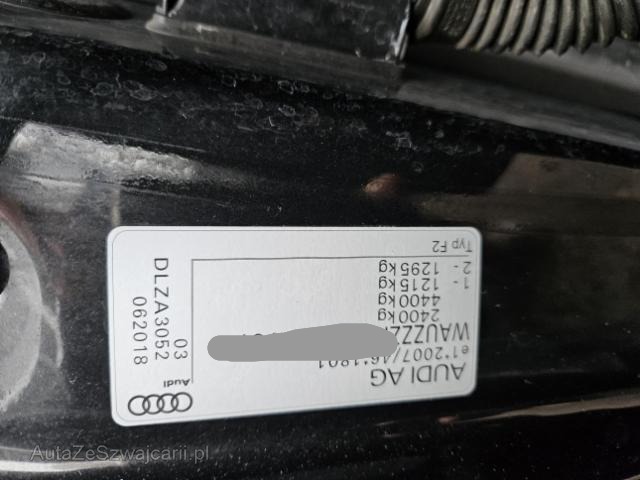 AUDI AG
e1*2007/46*1801
WAUZZZ
2400kg
4400kg
1 - 1215kg
2 - 1295kg
Typ F2
Audi
03
DLZA3052
062018
AutaZeSzwajcarii.pl